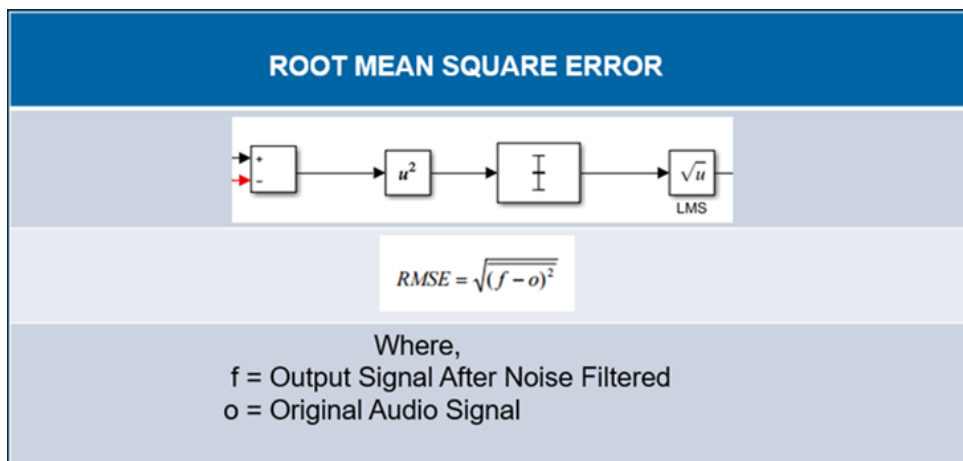 ROOT MEAN SQUARE ERROR
+
−
u²
√u
LMS
RMSE = √(f − o)²
Where,
f = Output Signal After Noise Filtered
o = Original Audio Signal